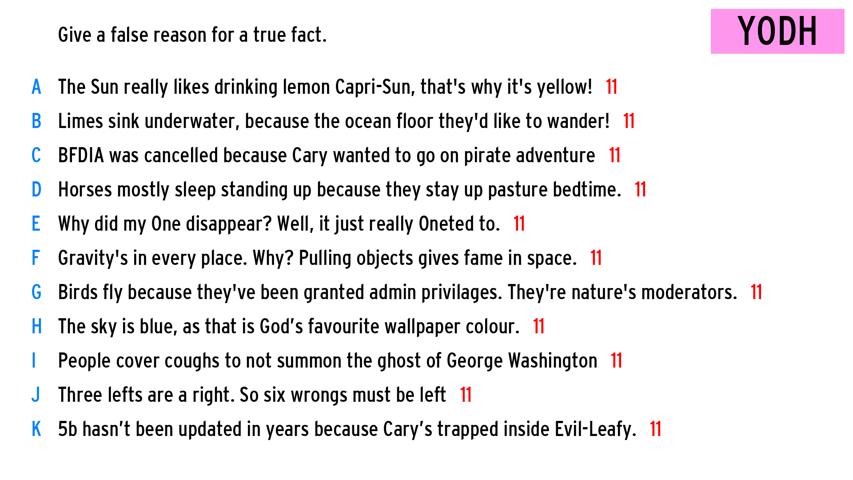 Give a false reason for a true fact.
YODH
A The Sun really likes drinking lemon Capri-Sun, that's why it's yellow! 11
B Limes sink underwater, because the ocean floor they'd like to wander! 11
C BFDIA was cancelled because Cary wanted to go on pirate adventure 11
D Horses mostly sleep standing up because they stay up pasture bedtime. 11
E Why did my One disappear? Well, it just really Oneted to. 11
F Gravity's in every place. Why? Pulling objects gives fame in space. 11
G Birds fly because they've been granted admin privilages. They're nature's moderators. 11
H The sky is blue, as that is God’s favourite wallpaper colour. 11
I People cover coughs to not summon the ghost of George Washington 11
J Three lefts are a right. So six wrongs must be left 11
K 5b hasn’t been updated in years because Cary’s trapped inside Evil-Leafy. 11